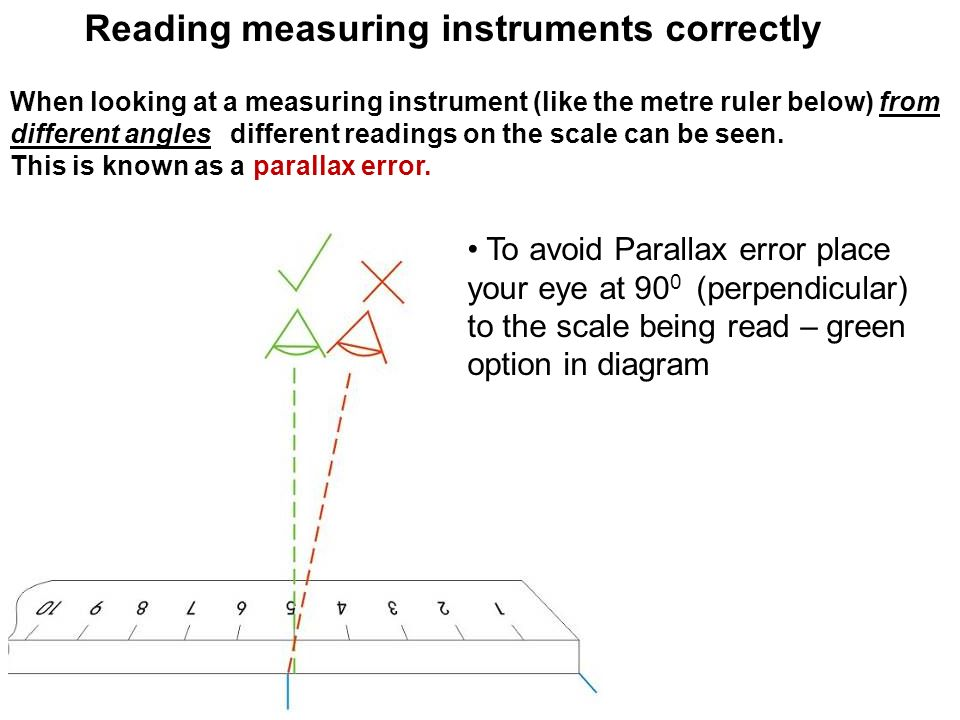 Reading measuring instruments correctly
When looking at a measuring instrument (like the metre ruler below) from
different angles different readings on the scale can be seen.
This is known as a parallax error.
• To avoid Parallax error place
your eye at 90⁰ (perpendicular)
to the scale being read – green
option in diagram
10 9 8 7 6 5 4 3 2 1